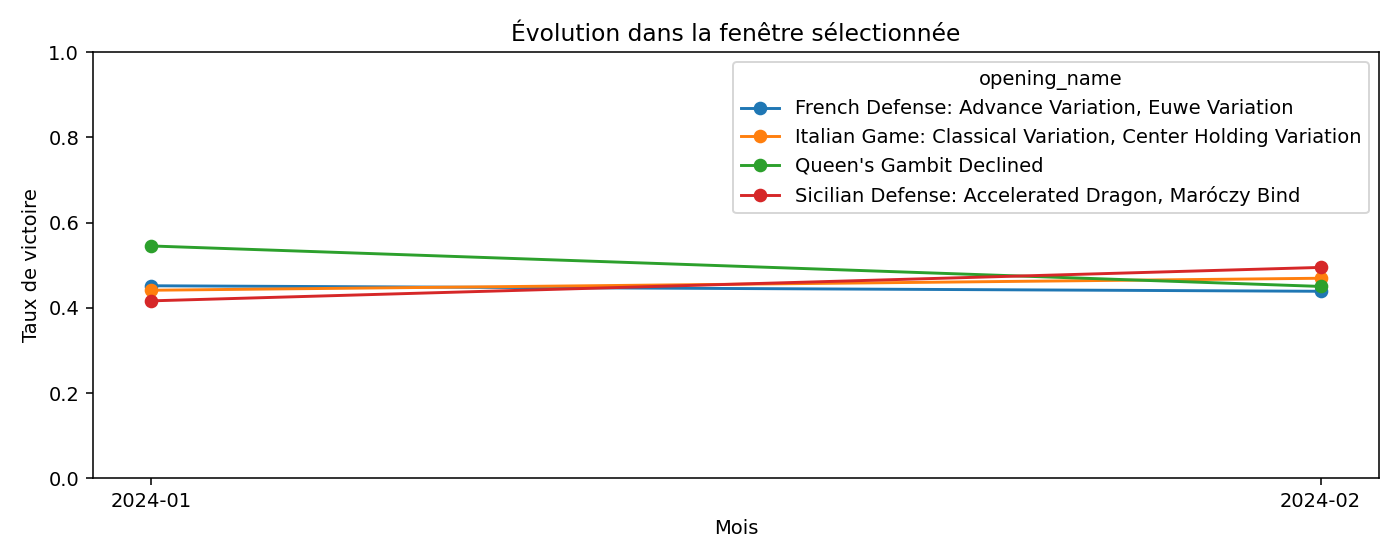 Évolution dans la fenêtre sélectionnée
opening_name
French Defense: Advance Variation, Euwe Variation
Italian Game: Classical Variation, Center Holding Variation
Queen's Gambit Declined
Sicilian Defense: Accelerated Dragon, Maróczy Bind
Taux de victoire
1.0
0.8
0.6
0.4
0.2
0.0
2024-01
2024-02
Mois